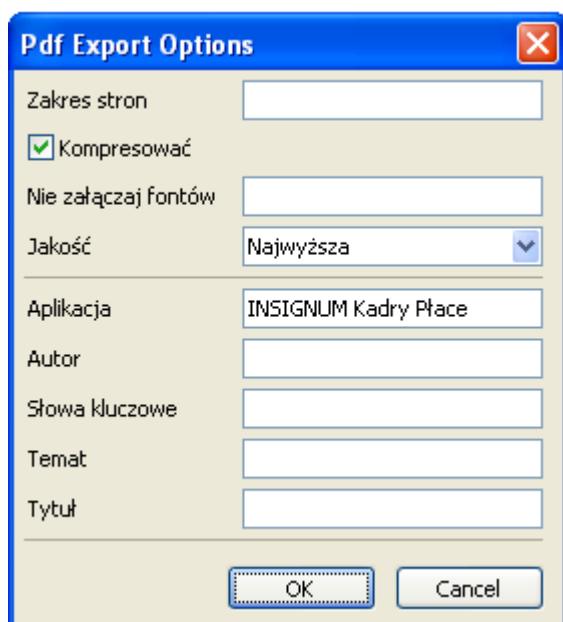 Pdf Export Options
Zakres stron
Kompresować
Nie załączaj fontów
Jakość Najwyższa
Aplikacja INSIGNUM Kadry Płace
Autor
Słowa kluczowe
Temat
Tytuł
OK Cancel